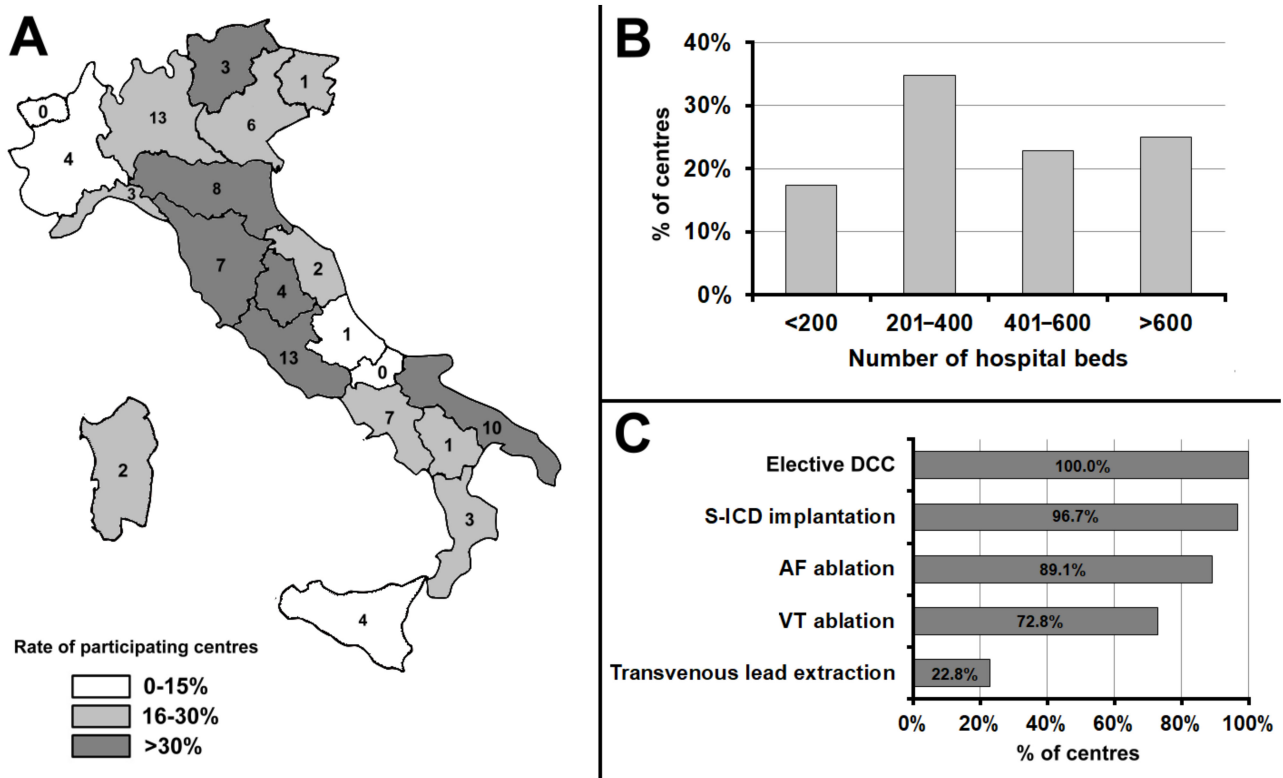 A
3
1
0
13
6
4
8
3
7
2
4
1
13
0
7
10
1
2
3
4
Rate of participating centres
0-15%
16-30%
>30%
B
40%
30%
20%
10%
0%
% of centres
<200 201–400 401–600 >600
Number of hospital beds
C
Elective DCC 100.0%
S-ICD implantation 96.7%
AF ablation 89.1%
VT ablation 72.8%
Transvenous lead extraction 22.8%
0% 20% 40% 60% 80% 100%
% of centres